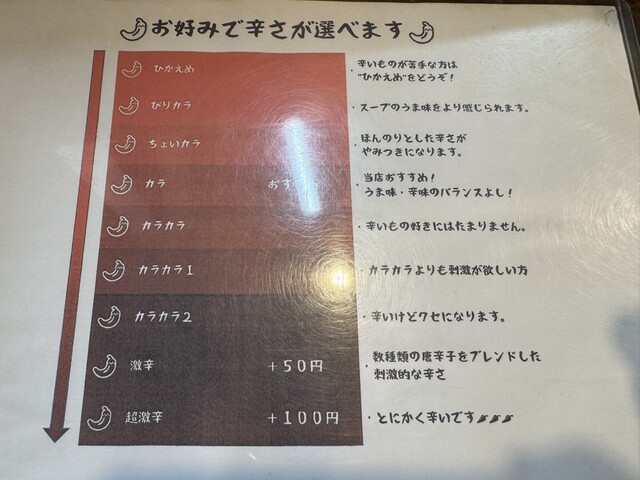 お好みで辛さが選べます
ひかえめ
・辛いものが苦手な方は
"ひかえめ"をどうぞ！
ぴりカラ
・スープのうま味をより感じられます。
ちょいカラ
・ほんのりとした辛さが
やみつきになります。
カラ
おす
・当店おすすめ！
うま味・辛味のバランスよし！
カラカラ
・辛いもの好きにはたまりません。
カラカラ１
・カラカラよりも刺激が欲しい方
カラカラ２
・辛いけどクセになります。
激辛 ＋５０円
・数種類の唐辛子をブレンドした
刺激的な辛さ
超激辛 ＋１００円
・とにかく辛いです